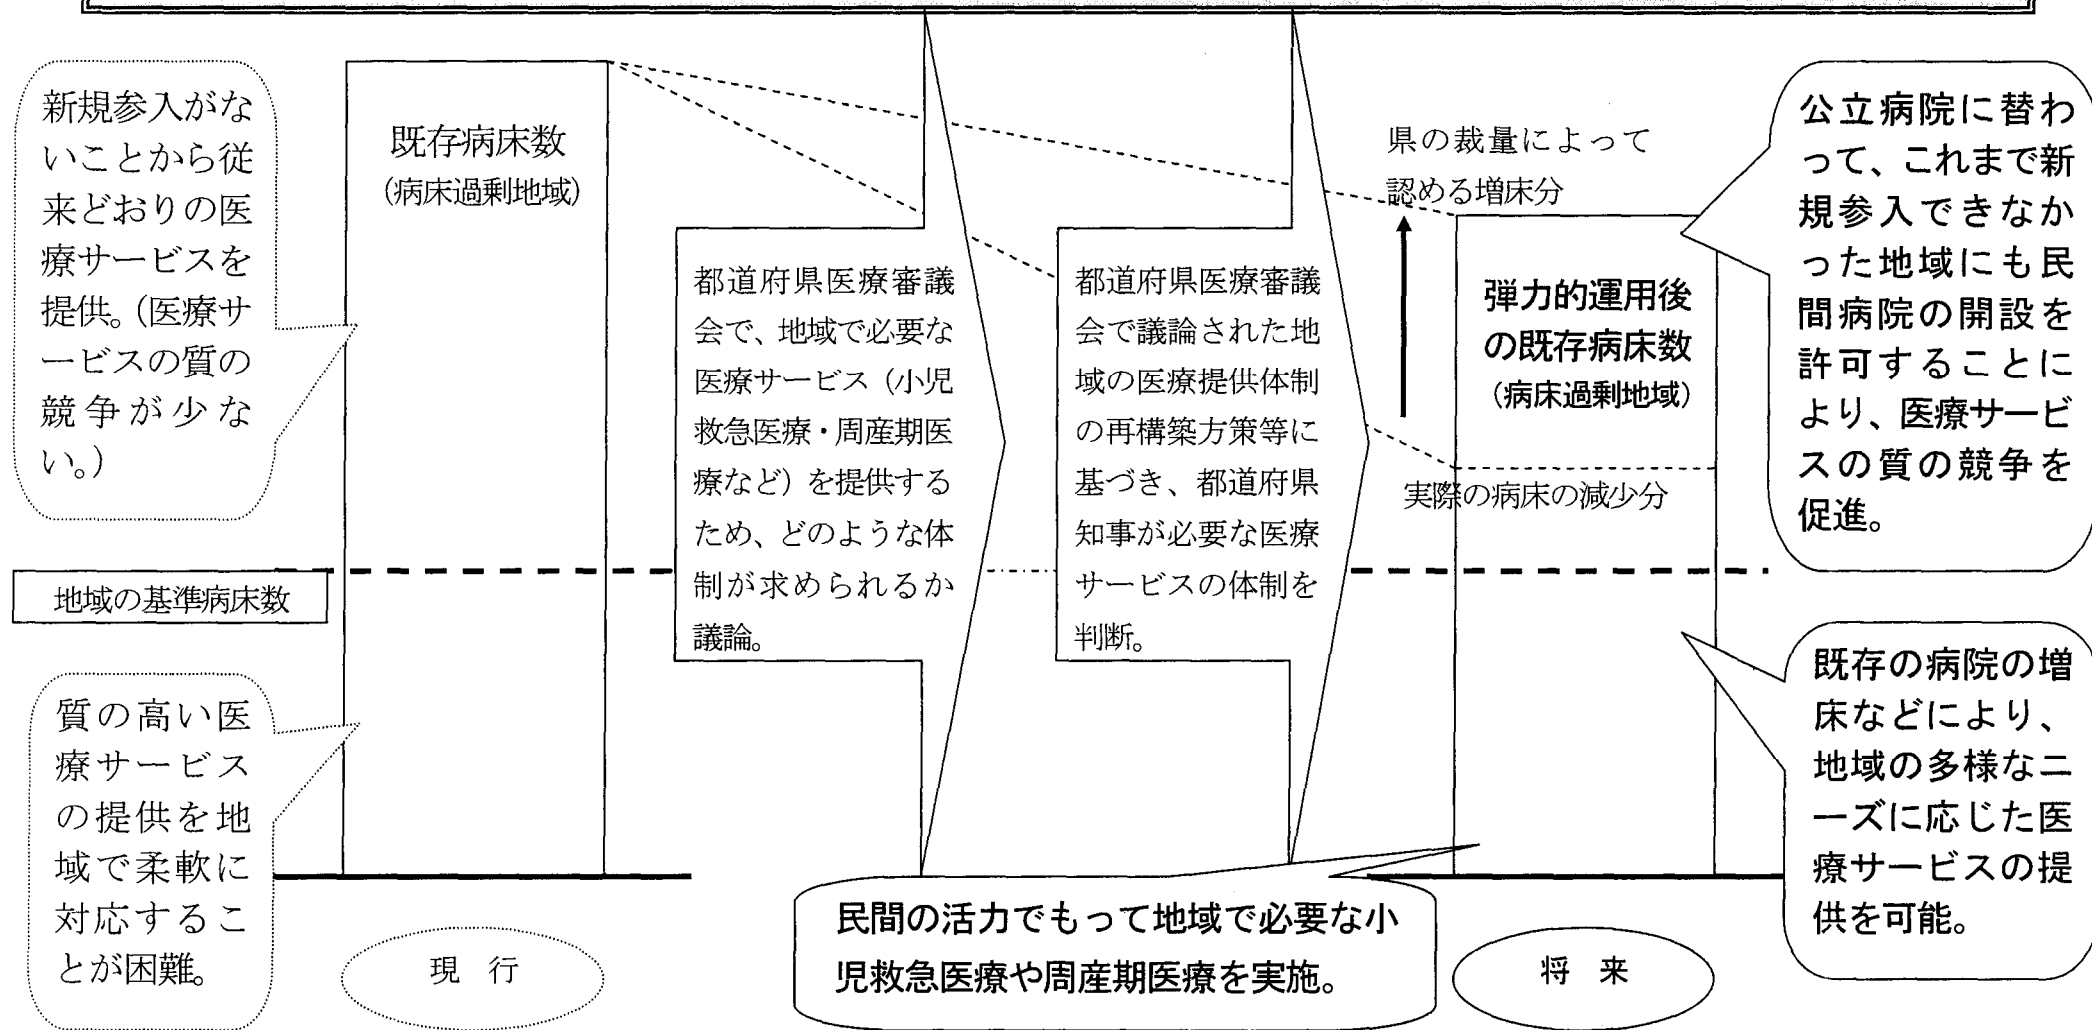 新規参入がな
いことから従
来どおりの医
療サービスを
提供。(医療サ
ービスの質の
競争が少な
い。)
既存病床数
(病床過剰地域)
都道府県医療審議
会で、地域で必要な
医療サービス(小児
救急医療・周産期医
療など)を提供する
ため、どのような体
制が求められるか
議論。
都道府県医療審議
会で議論された地
域の医療提供体制
の再構築方策等に
基づき、都道府県
知事が必要な医療
サービスの体制を
判断。
県の裁量によって
認める増床分
弾力的運用後
の既存病床数
(病床過剰地域)
実際の病床の減少分
公立病院に替わ
って、これまで新
規参入できなか
った地域にも民
間病院の開設を
許可することに
より、医療サービ
スの質の競争を
促進。
地域の基準病床数
質の高い医
療サービス
の提供を地
域で柔軟に
対応するこ
とが困難。
既存の病院の増
床などにより、
地域の多様なニ
ーズに応じた医
療サービスの提
供を可能。
民間の活力でもって地域で必要な小
児救急医療や周産期医療を実施。
現 行
将 来